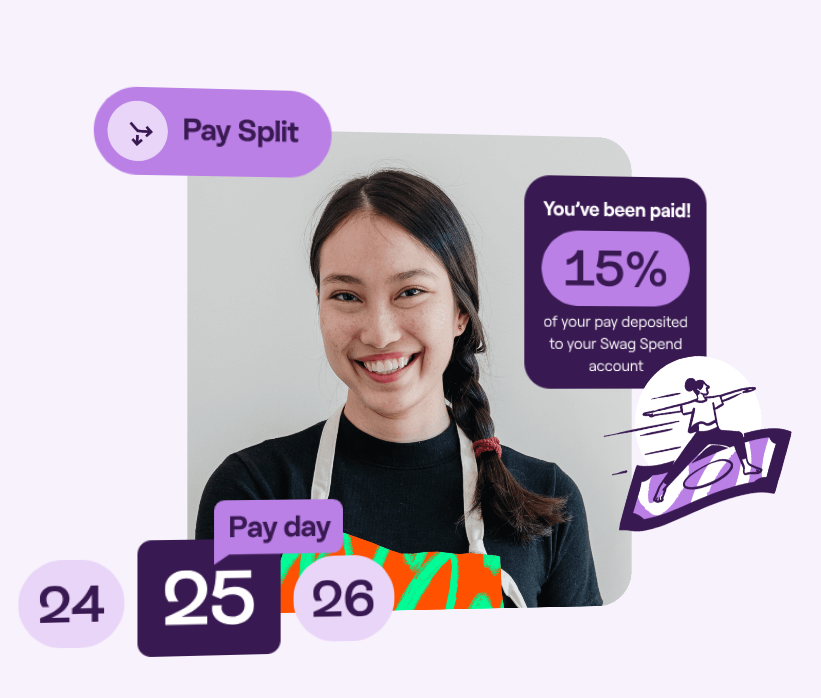 Pay Split
You’ve been paid!
15%
of your pay deposited
to your Swag Spend
account
Pay day
24
25
26